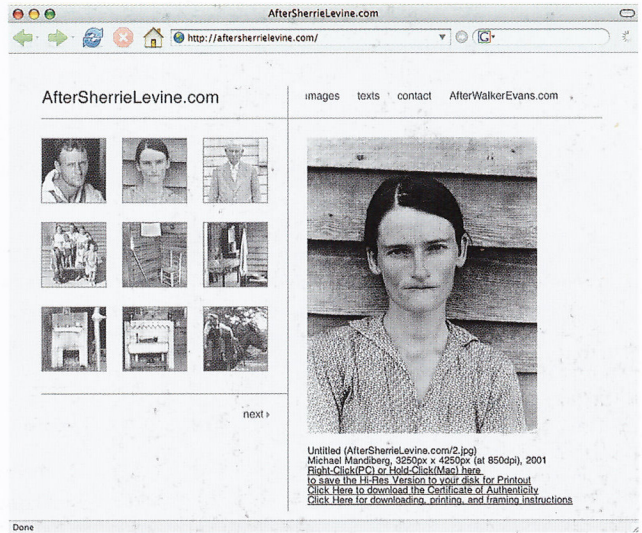 AfterSherrieLevine.com
http://aftersherrielevine.com/
G
AfterSherrieLevine.com
images texts contact AfterWalkerEvans.com
next
Untitled (AfterSherrieLevine.com/2.jpg)
Michael Mandiberg, 3250px x 4250px (at 850dpi), 2001
Right-Click(PC) or Hold-Click(Mac) here
to save the Hi-Res Version to your disk for Printout
Click Here to download the Certificate of Authenticity
Click Here for downloading, printing, and framing instructions
Done